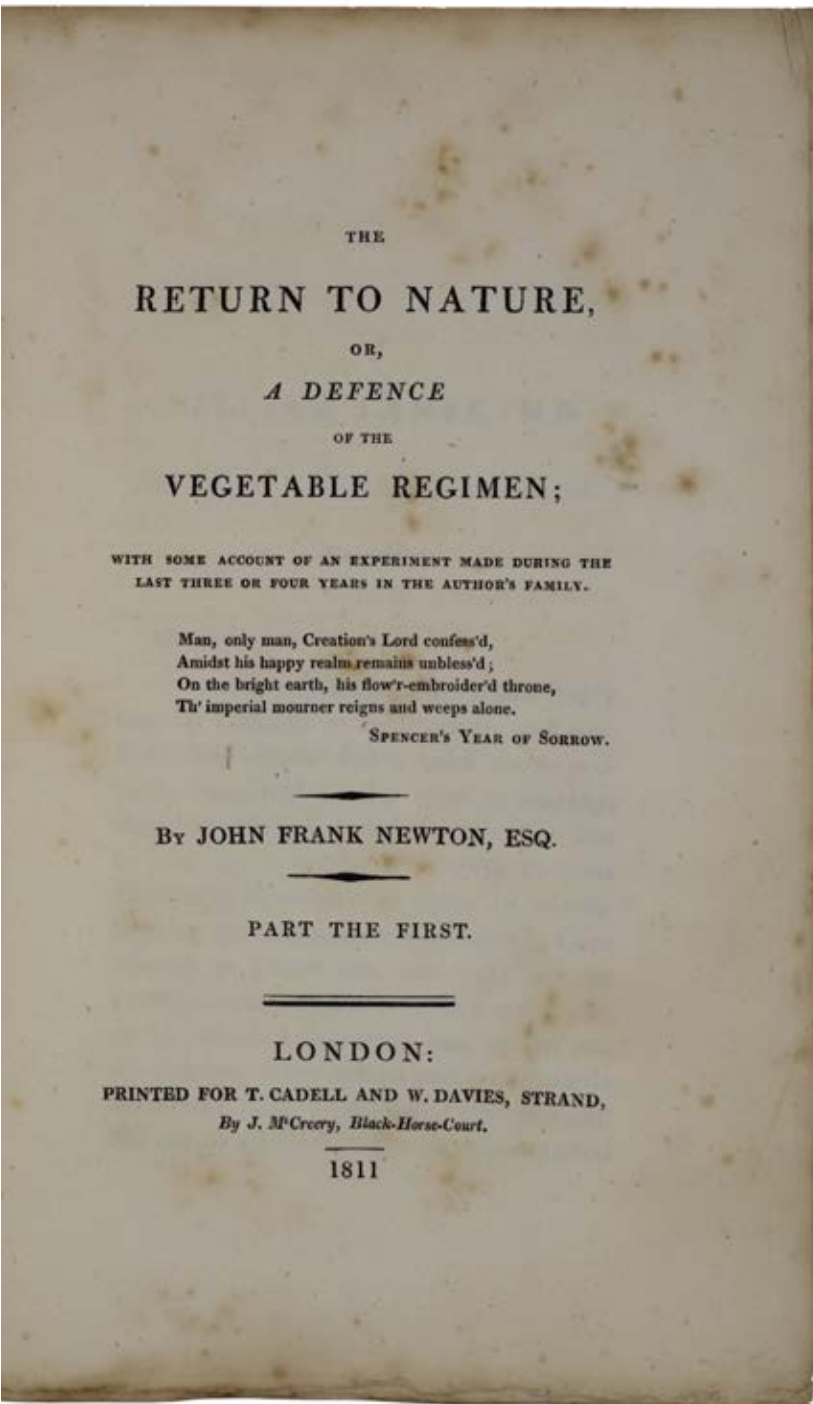 THE
RETURN TO NATURE,
OR,
A DEFENCE
OF THE
VEGETABLE REGIMEN;
WITH SOME ACCOUNT OF AN EXPERIMENT MADE DURING THE
LAST THREE OR FOUR YEARS IN THE AUTHOR'S FAMILY.
Man, only man, Creation's Lord confess'd,
Amidst his happy realm remains unbless'd;
On the bright earth, his flow'r-embroider'd throne,
Th' imperial mourner reigns and weeps alone.
SPENCER'S YEAR OF SORROW.
BY JOHN FRANK NEWTON, ESQ.
PART THE FIRST.
LONDON:
PRINTED FOR T. CADELL AND W. DAVIES, STRAND,
By J. M'Creery, Black-Horse-Court.
1811